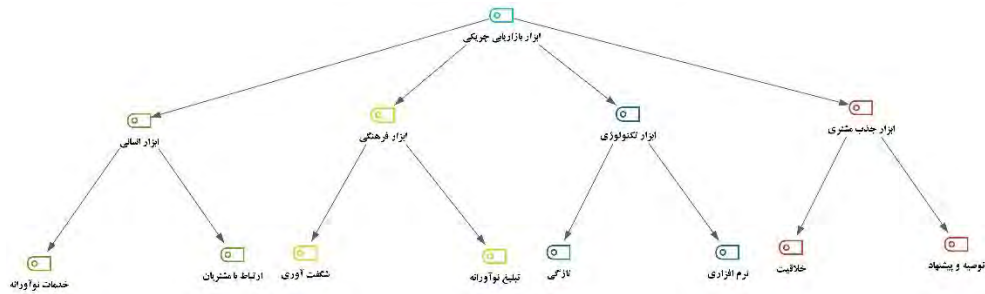 ابزار بازاریابی چریکی
ابزار جذب مشتری
ابزار تکنولوژی
ابزار فرهنگی
ابزار انسانی
توصیه و پیشنهاد
خلاقیت
نرم افزاری
تازگی
تبلیغ نوآورانه
شگفت آوری
ارتباط با مشتریان
خدمات نوآورانه